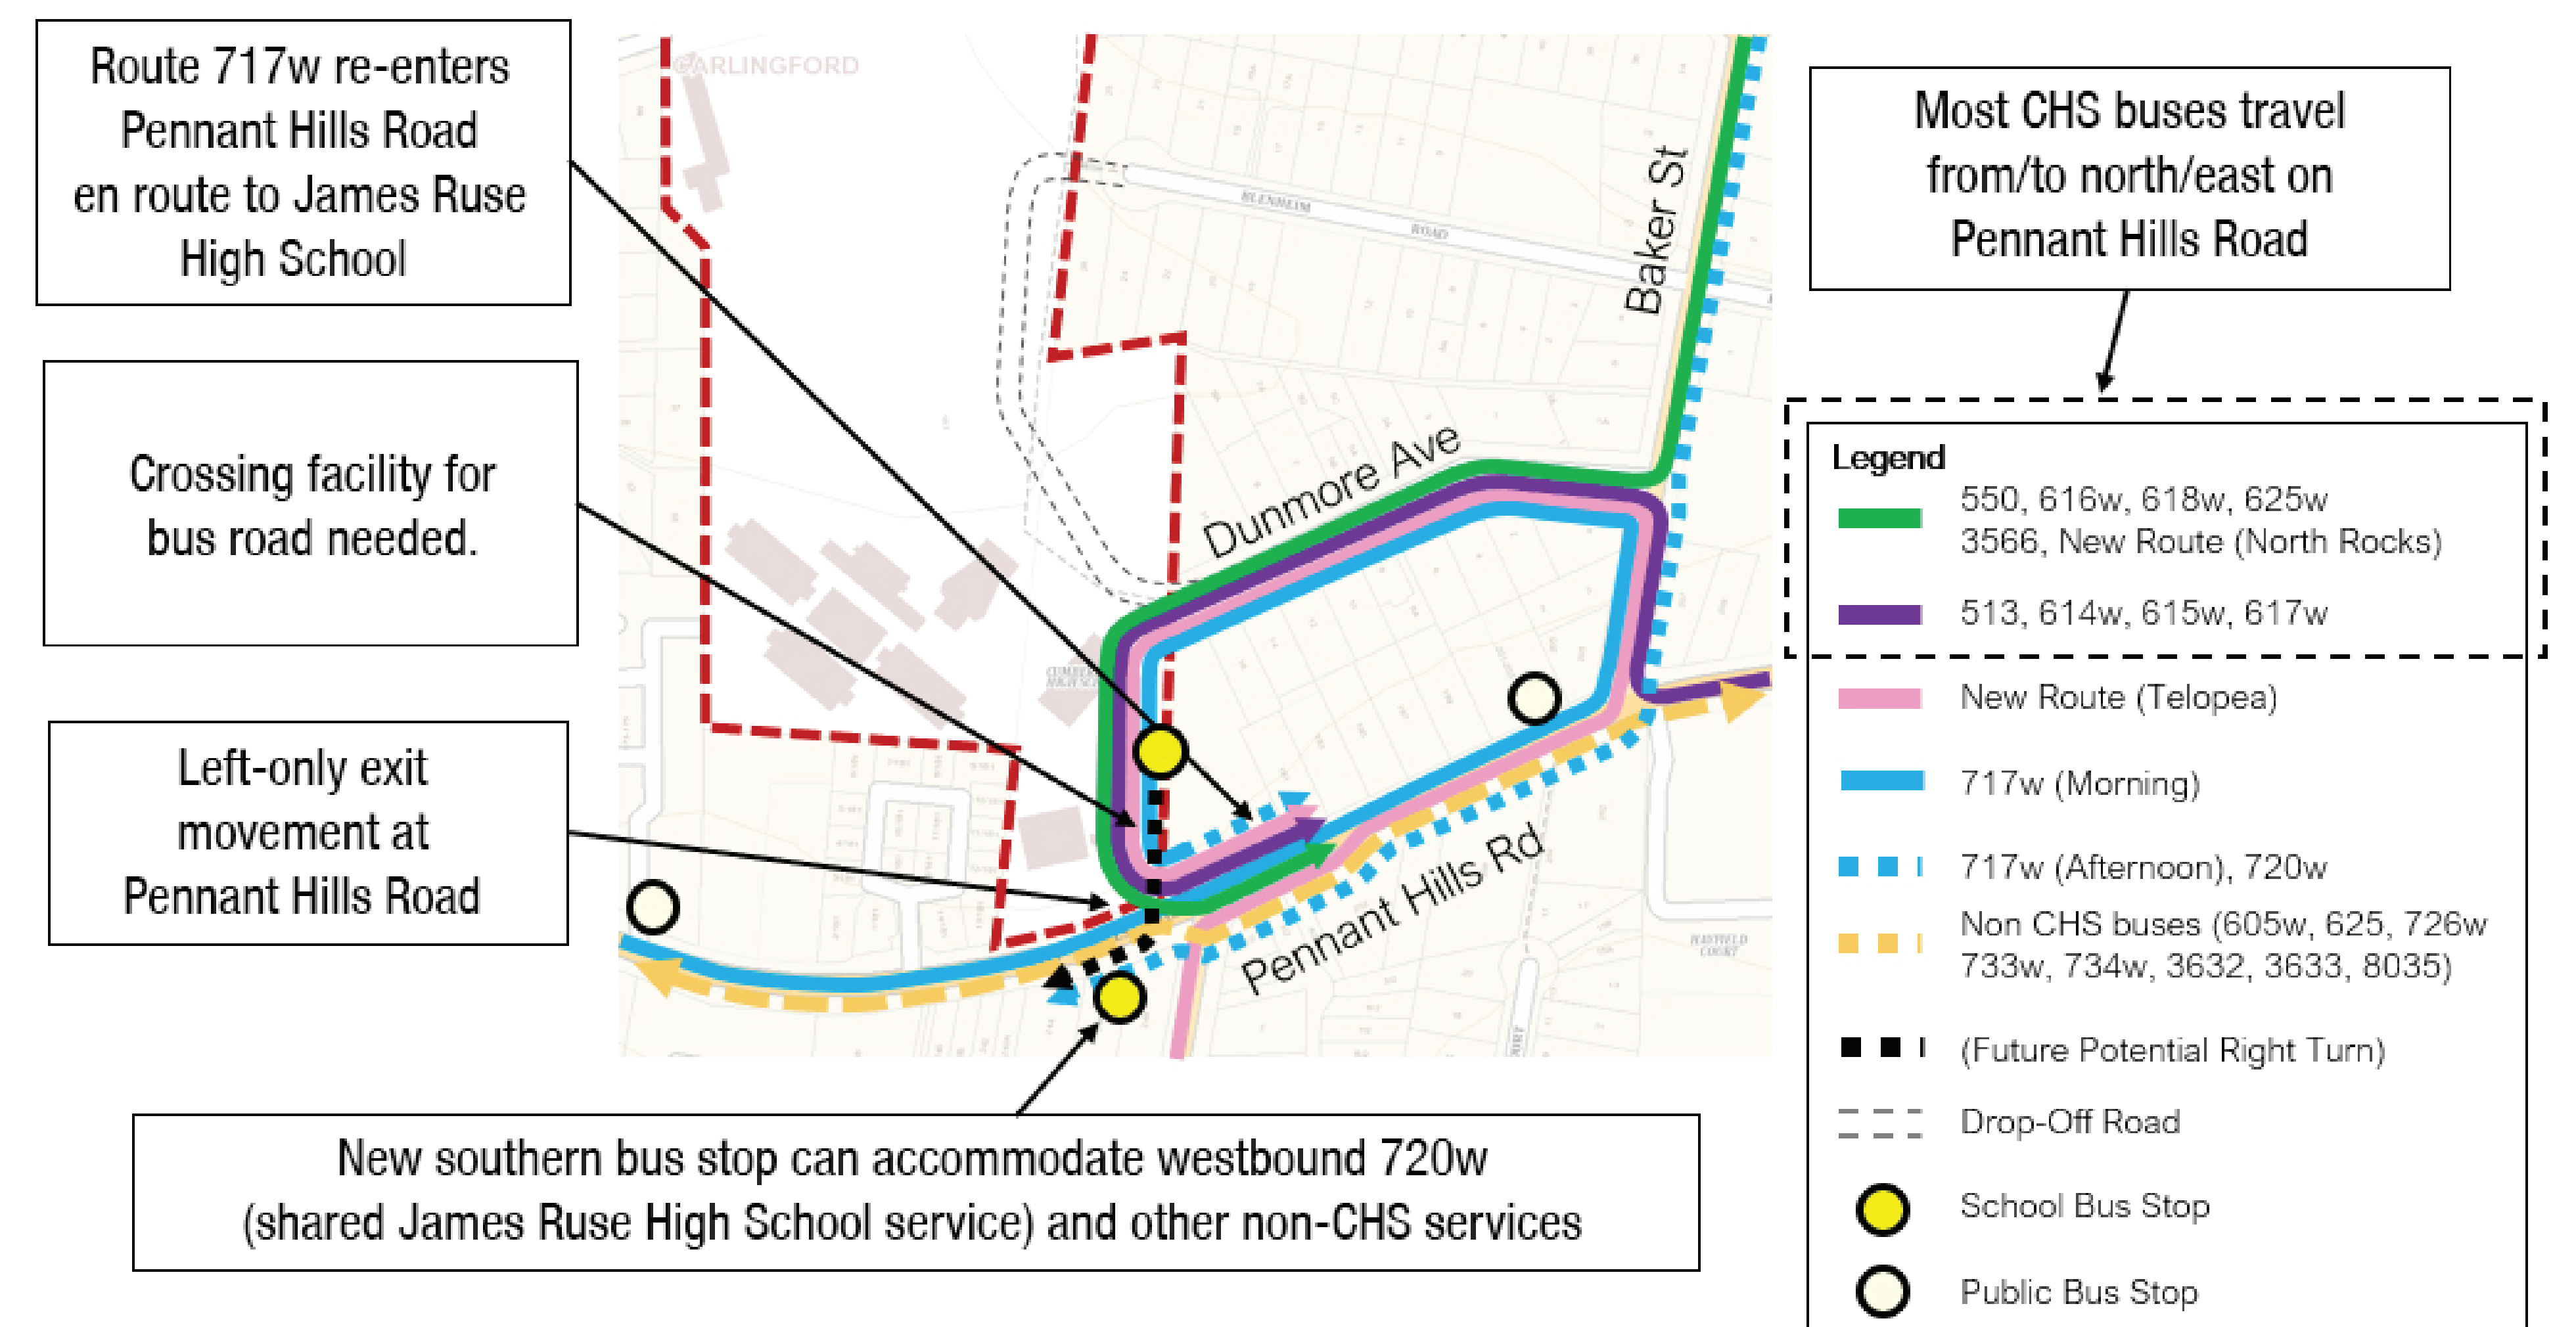 Route 717w re-enters
Pennant Hills Road
en route to James Ruse
High School
Crossing facility for
bus road needed.
Left-only exit
movement at
Pennant Hills Road
New southern bus stop can accommodate westbound 720w
(shared James Ruse High School service) and other non-CHS services
CARLINGFORD
BLENHEIM
ROAD
Baker St
Dunmore Ave
Pennant Hills Rd
HAYFIELD
COURT
Most CHS buses travel
from/to north/east on
Pennant Hills Road
Legend
550, 616w, 618w, 625w
3566, New Route (North Rocks)
513, 614w, 615w, 617w
New Route (Telopea)
717w (Morning)
717w (Afternoon), 720w
Non CHS buses (605w, 625, 726w
733w, 734w, 3632, 3633, 8035)
(Future Potential Right Turn)
Drop-Off Road
School Bus Stop
Public Bus Stop